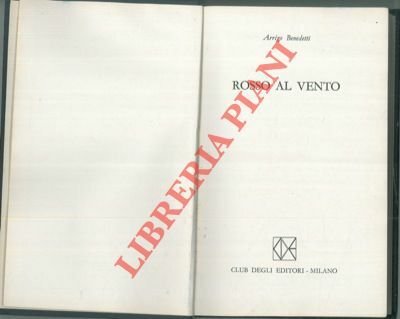 Arrigo Benedetti
ROSSO AL VENTO
LIBRERIA PIANI
CLUB DEGLI EDITORI - MILANO